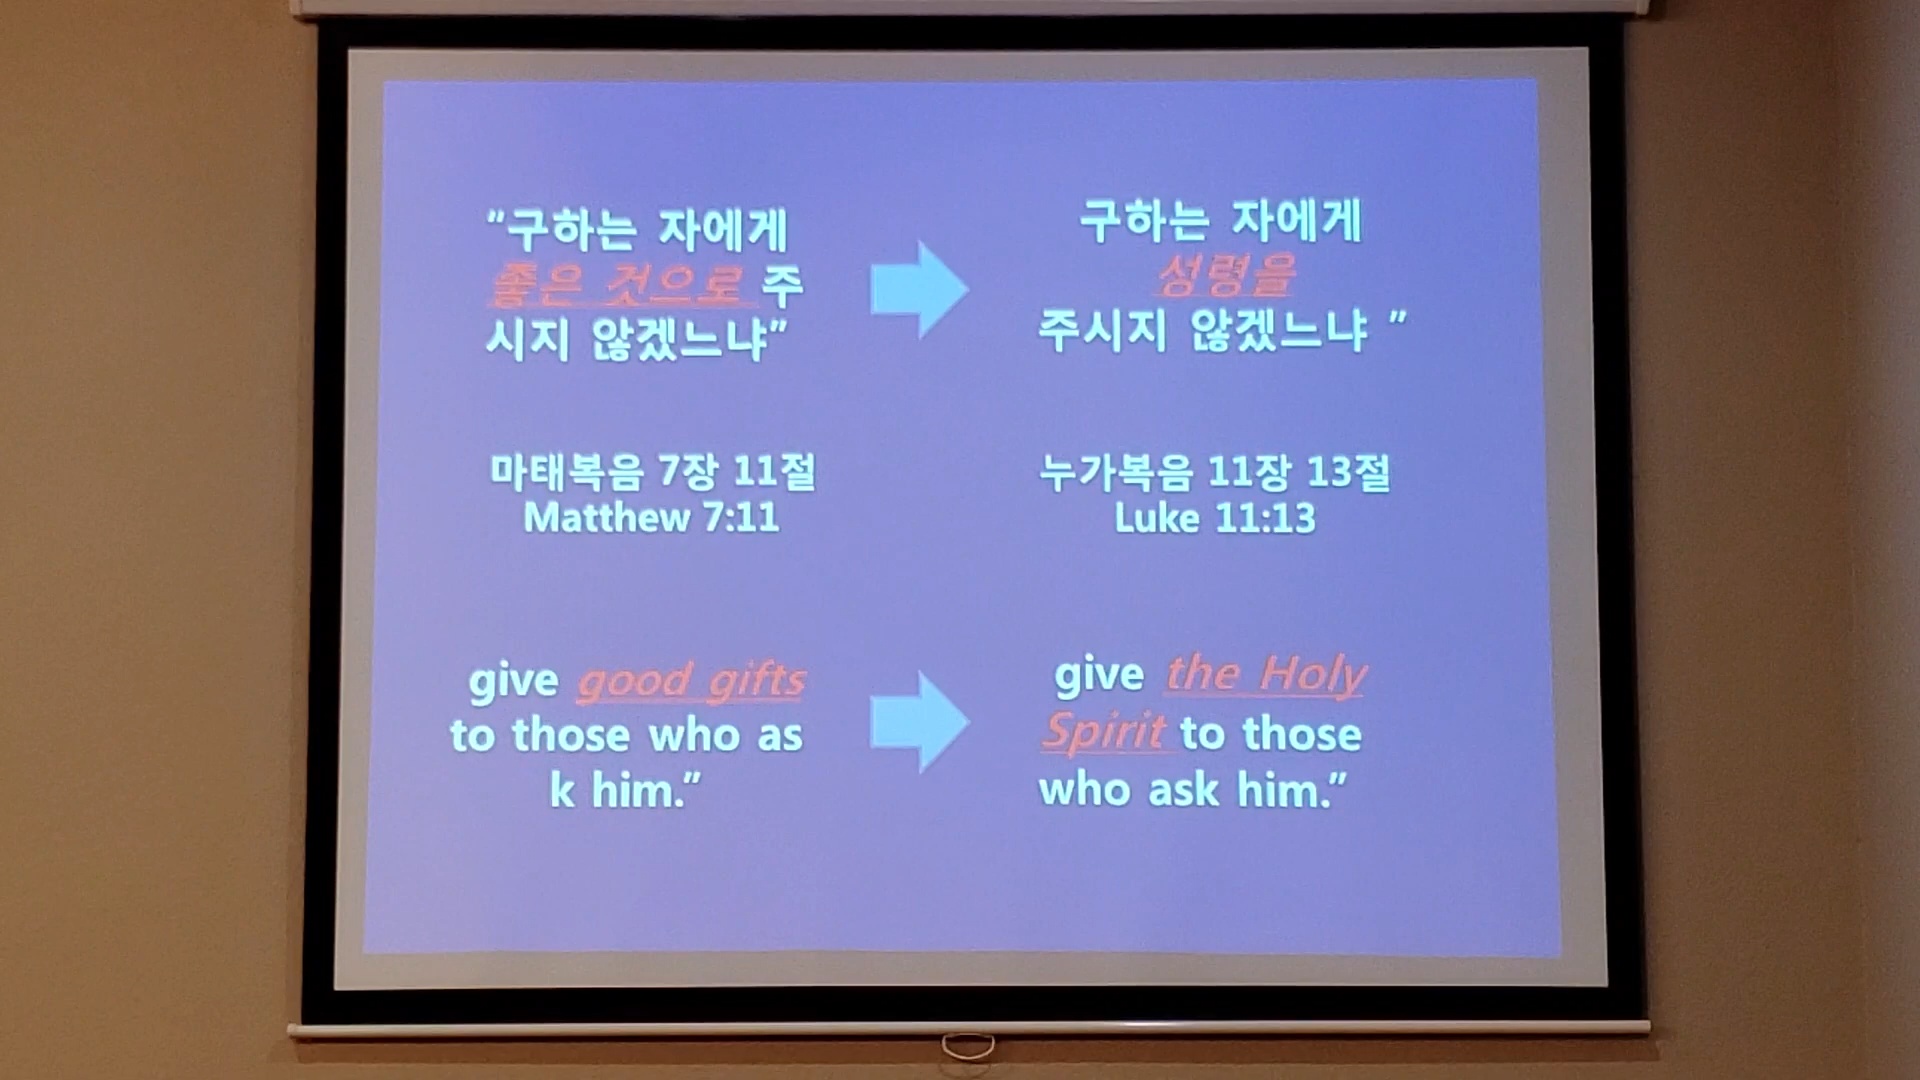 "구하는 자에게
좋은 것으로 주
시지 않겠느냐"
구하는 자에게
성령을
주시지 않겠느냐 "
마태복음 7장 11절
Matthew 7:11
누가복음 11장 13절
Luke 11:13
give good gifts
to those who as
k him."
give the Holy
Spirit to those
who ask him."